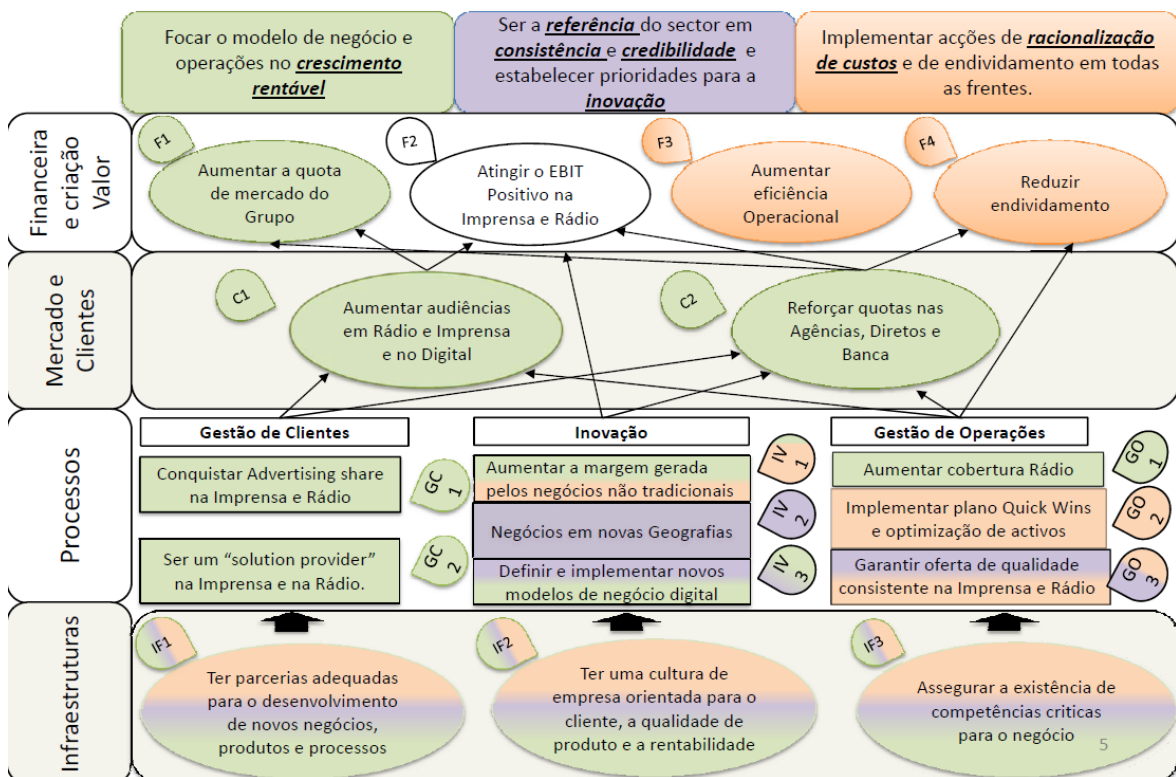 Focar o modelo de negócio e
operações no crescimento
rentável
Ser a referência do sector em
consistência e credibilidade e
estabelecer prioridades para a
inovação
Implementar acções de racionalização
de custos e de endividamento em todas
as frentes.
Financeira
e criação
Valor
F1
Aumentar a quota
de mercado do
Grupo
F2
Atingir o EBIT
Positivo na
Imprensa e Rádio
F3
Aumentar
eficiência
Operacional
F4
Reduzir
endividamento
Mercado e
Clientes
C1
Aumentar audiências
em Rádio e Imprensa
e no Digital
C2
Reforçar quotas nas
Agências, Diretos e
Banca
Processos
Gestão de Clientes
Conquistar Advertising share
na Imprensa e Rádio
GC
1
Ser um “solution provider”
na Imprensa e na Rádio.
GC
2
Inovação
Aumentar a margem gerada
pelos negócios não tradicionais
IV
1
Negócios em novas Geografias
IV
2
Definir e implementar novos
modelos de negócio digital
IV
3
Gestão de Operações
Aumentar cobertura Rádio
GO
1
Implementar plano Quick Wins
e optimização de activos
GO
2
Garantir oferta de qualidade
consistente na Imprensa e Rádio
GO
3
Infraestruturas
IF1
Ter parcerias adequadas
para o desenvolvimento
de novos negócios,
produtos e processos
IF2
Ter uma cultura de
empresa orientada para o
cliente, a qualidade de
produto e a rentabilidade
IF3
Assegurar a existência de
competências criticas
para o negócio
5